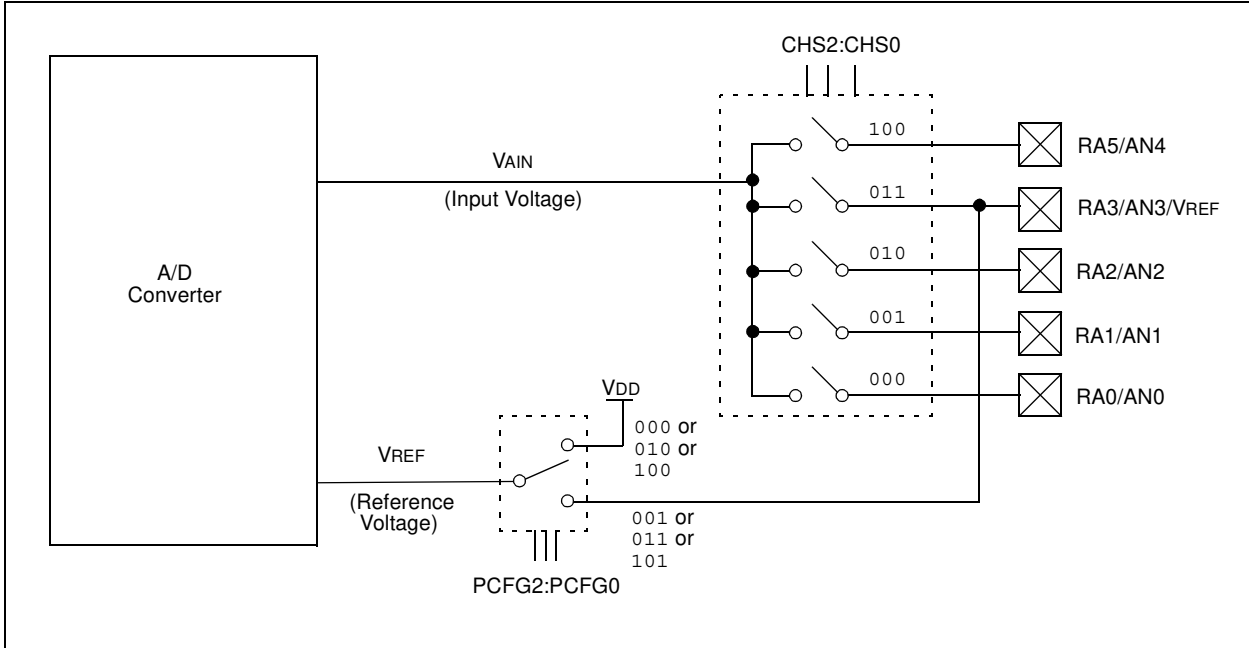 CHS2:CHS0
100
RA5/AN4
VAIN
(Input Voltage)
011
RA3/AN3/VREF
010
RA2/AN2
A/D
Converter
001
RA1/AN1
000
RA0/AN0
VDD
000 or
010 or
100
VREF
(Reference
Voltage)
001 or
011 or
101
PCFG2:PCFG0